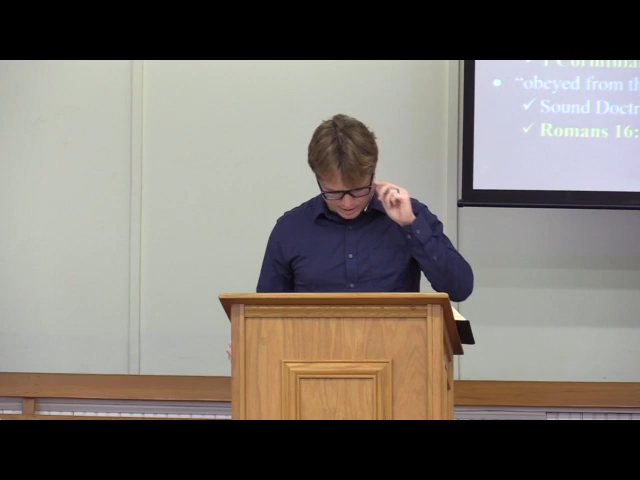 • “obeyed from th
✓ Sound Doctr
✓ Romans 16: